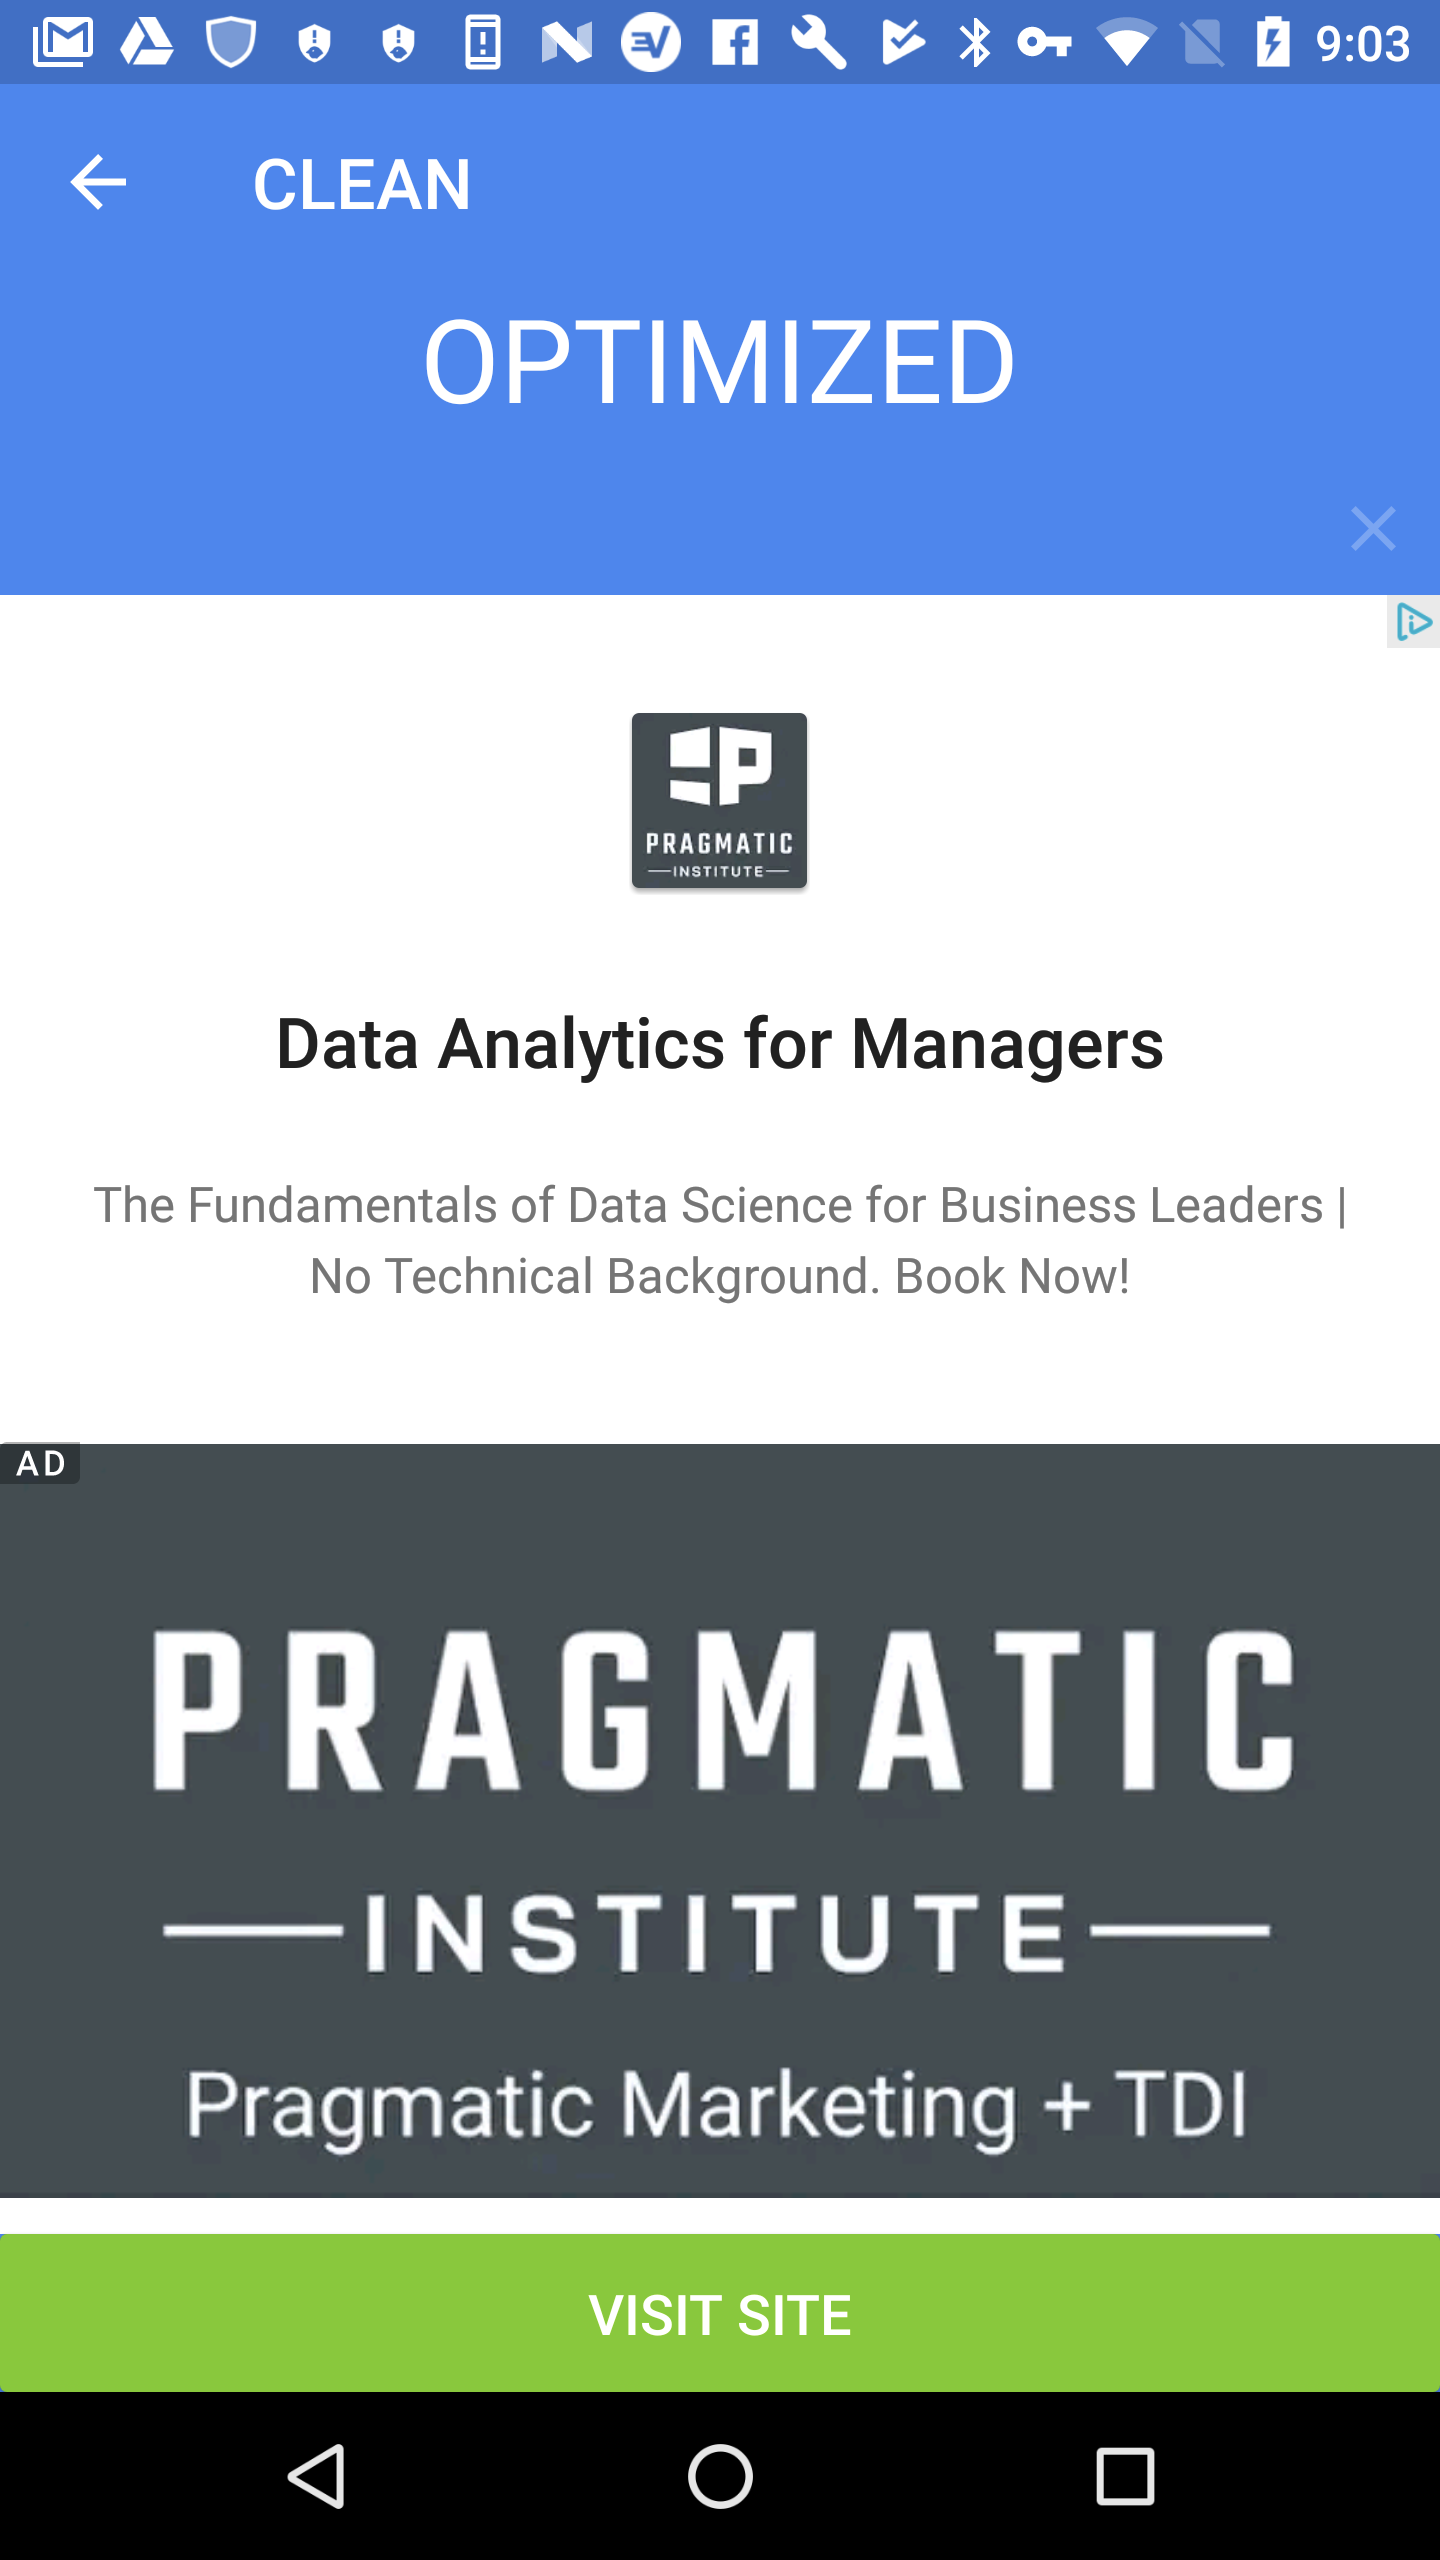 9:03
CLEAN
OPTIMIZED
PRAGMATIC
INSTITUTE
Data Analytics for Managers
The Fundamentals of Data Science for Business Leaders |
No Technical Background. Book Now!
AD
PRAGMATIC
INSTITUTE
Pragmatic Marketing + TDI
VISIT SITE